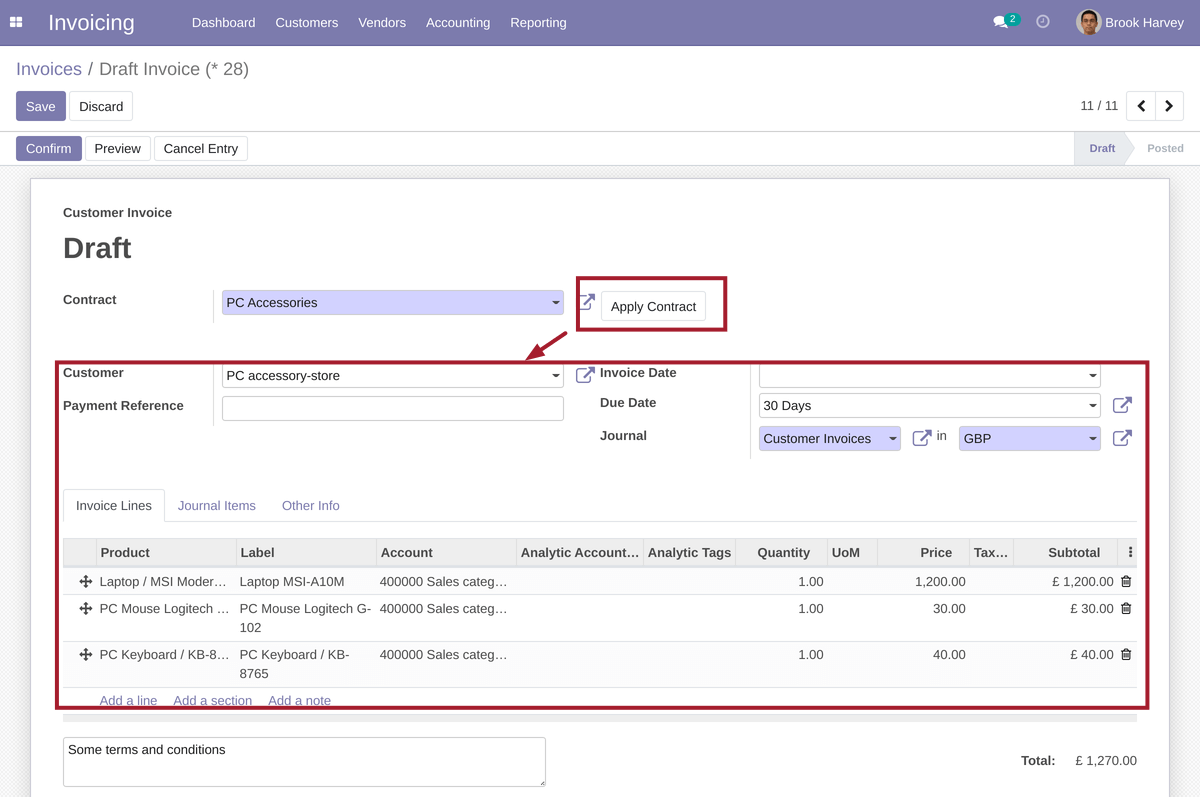 Invoicing Dashboard Customers Vendors Accounting Reporting 2 Brook Harvey
Invoices / Draft Invoice (* 28)
Save Discard 11 / 11
Confirm Preview Cancel Entry Draft Posted
Customer Invoice
Draft
Contract PC Accessories Apply Contract
Customer PC accessory-store Invoice Date
Payment Reference Due Date 30 Days
Journal Customer Invoices in GBP
Invoice Lines Journal Items Other Info
Product Label Account Analytic Account... Analytic Tags Quantity UoM Price Tax... Subtotal
Laptop / MSI Moder... Laptop MSI-A10M 400000 Sales categ... 1.00 1,200.00 £ 1,200.00
PC Mouse Logitech ... PC Mouse Logitech G- 400000 Sales categ... 1.00 30.00 £ 30.00
102
PC Keyboard / KB-8... PC Keyboard / KB- 400000 Sales categ... 1.00 40.00 £ 40.00
8765
Add a line Add a section Add a note
Some terms and conditions
Total: £ 1,270.00